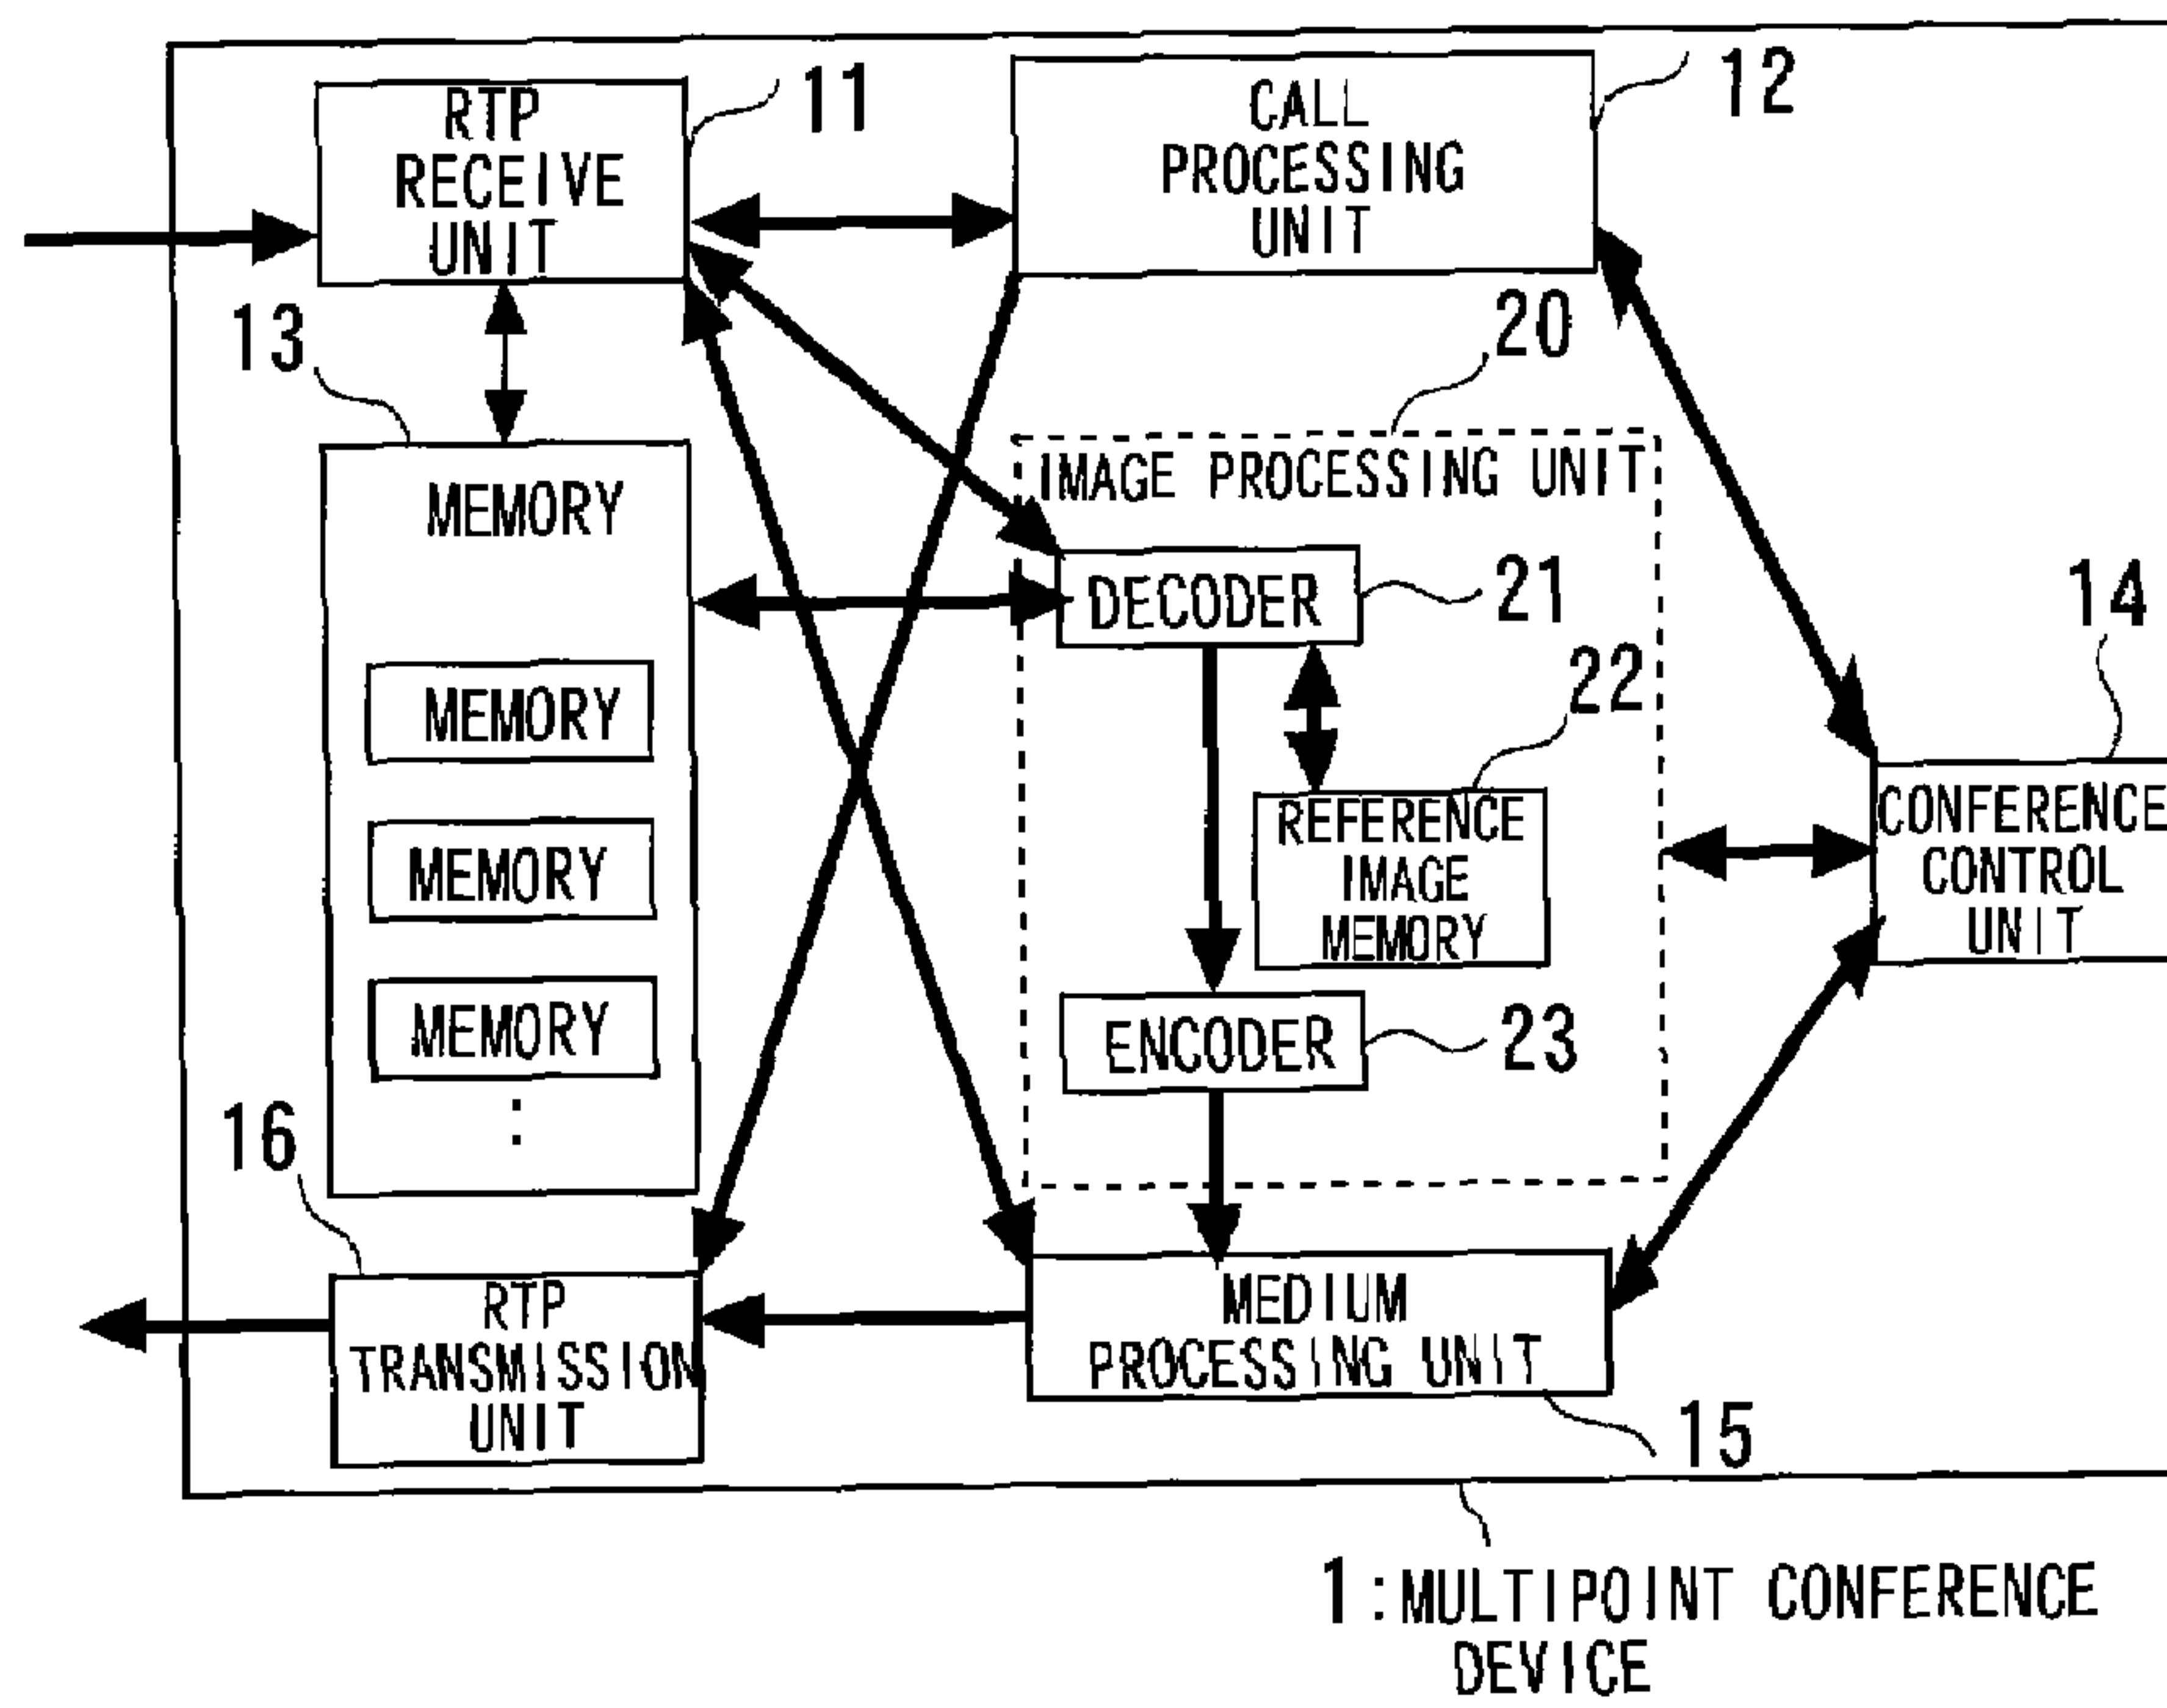 RTP
RECEIVE
UNIT
11
CALL
PROCESSING
UNIT
12
13
20
MEMORY
MEMORY
MEMORY
MEMORY
:
IMAGE PROCESSING UNIT
DECODER
21
22
REFERENCE
IMAGE
MEMORY
ENCODER
23
14
CONFERENCE
CONTROL
UNIT
16
RTP
TRANSMISSION
UNIT
MEDIUM
PROCESSING UNIT
15
1:MULTIPOINT CONFERENCE
DEVICE